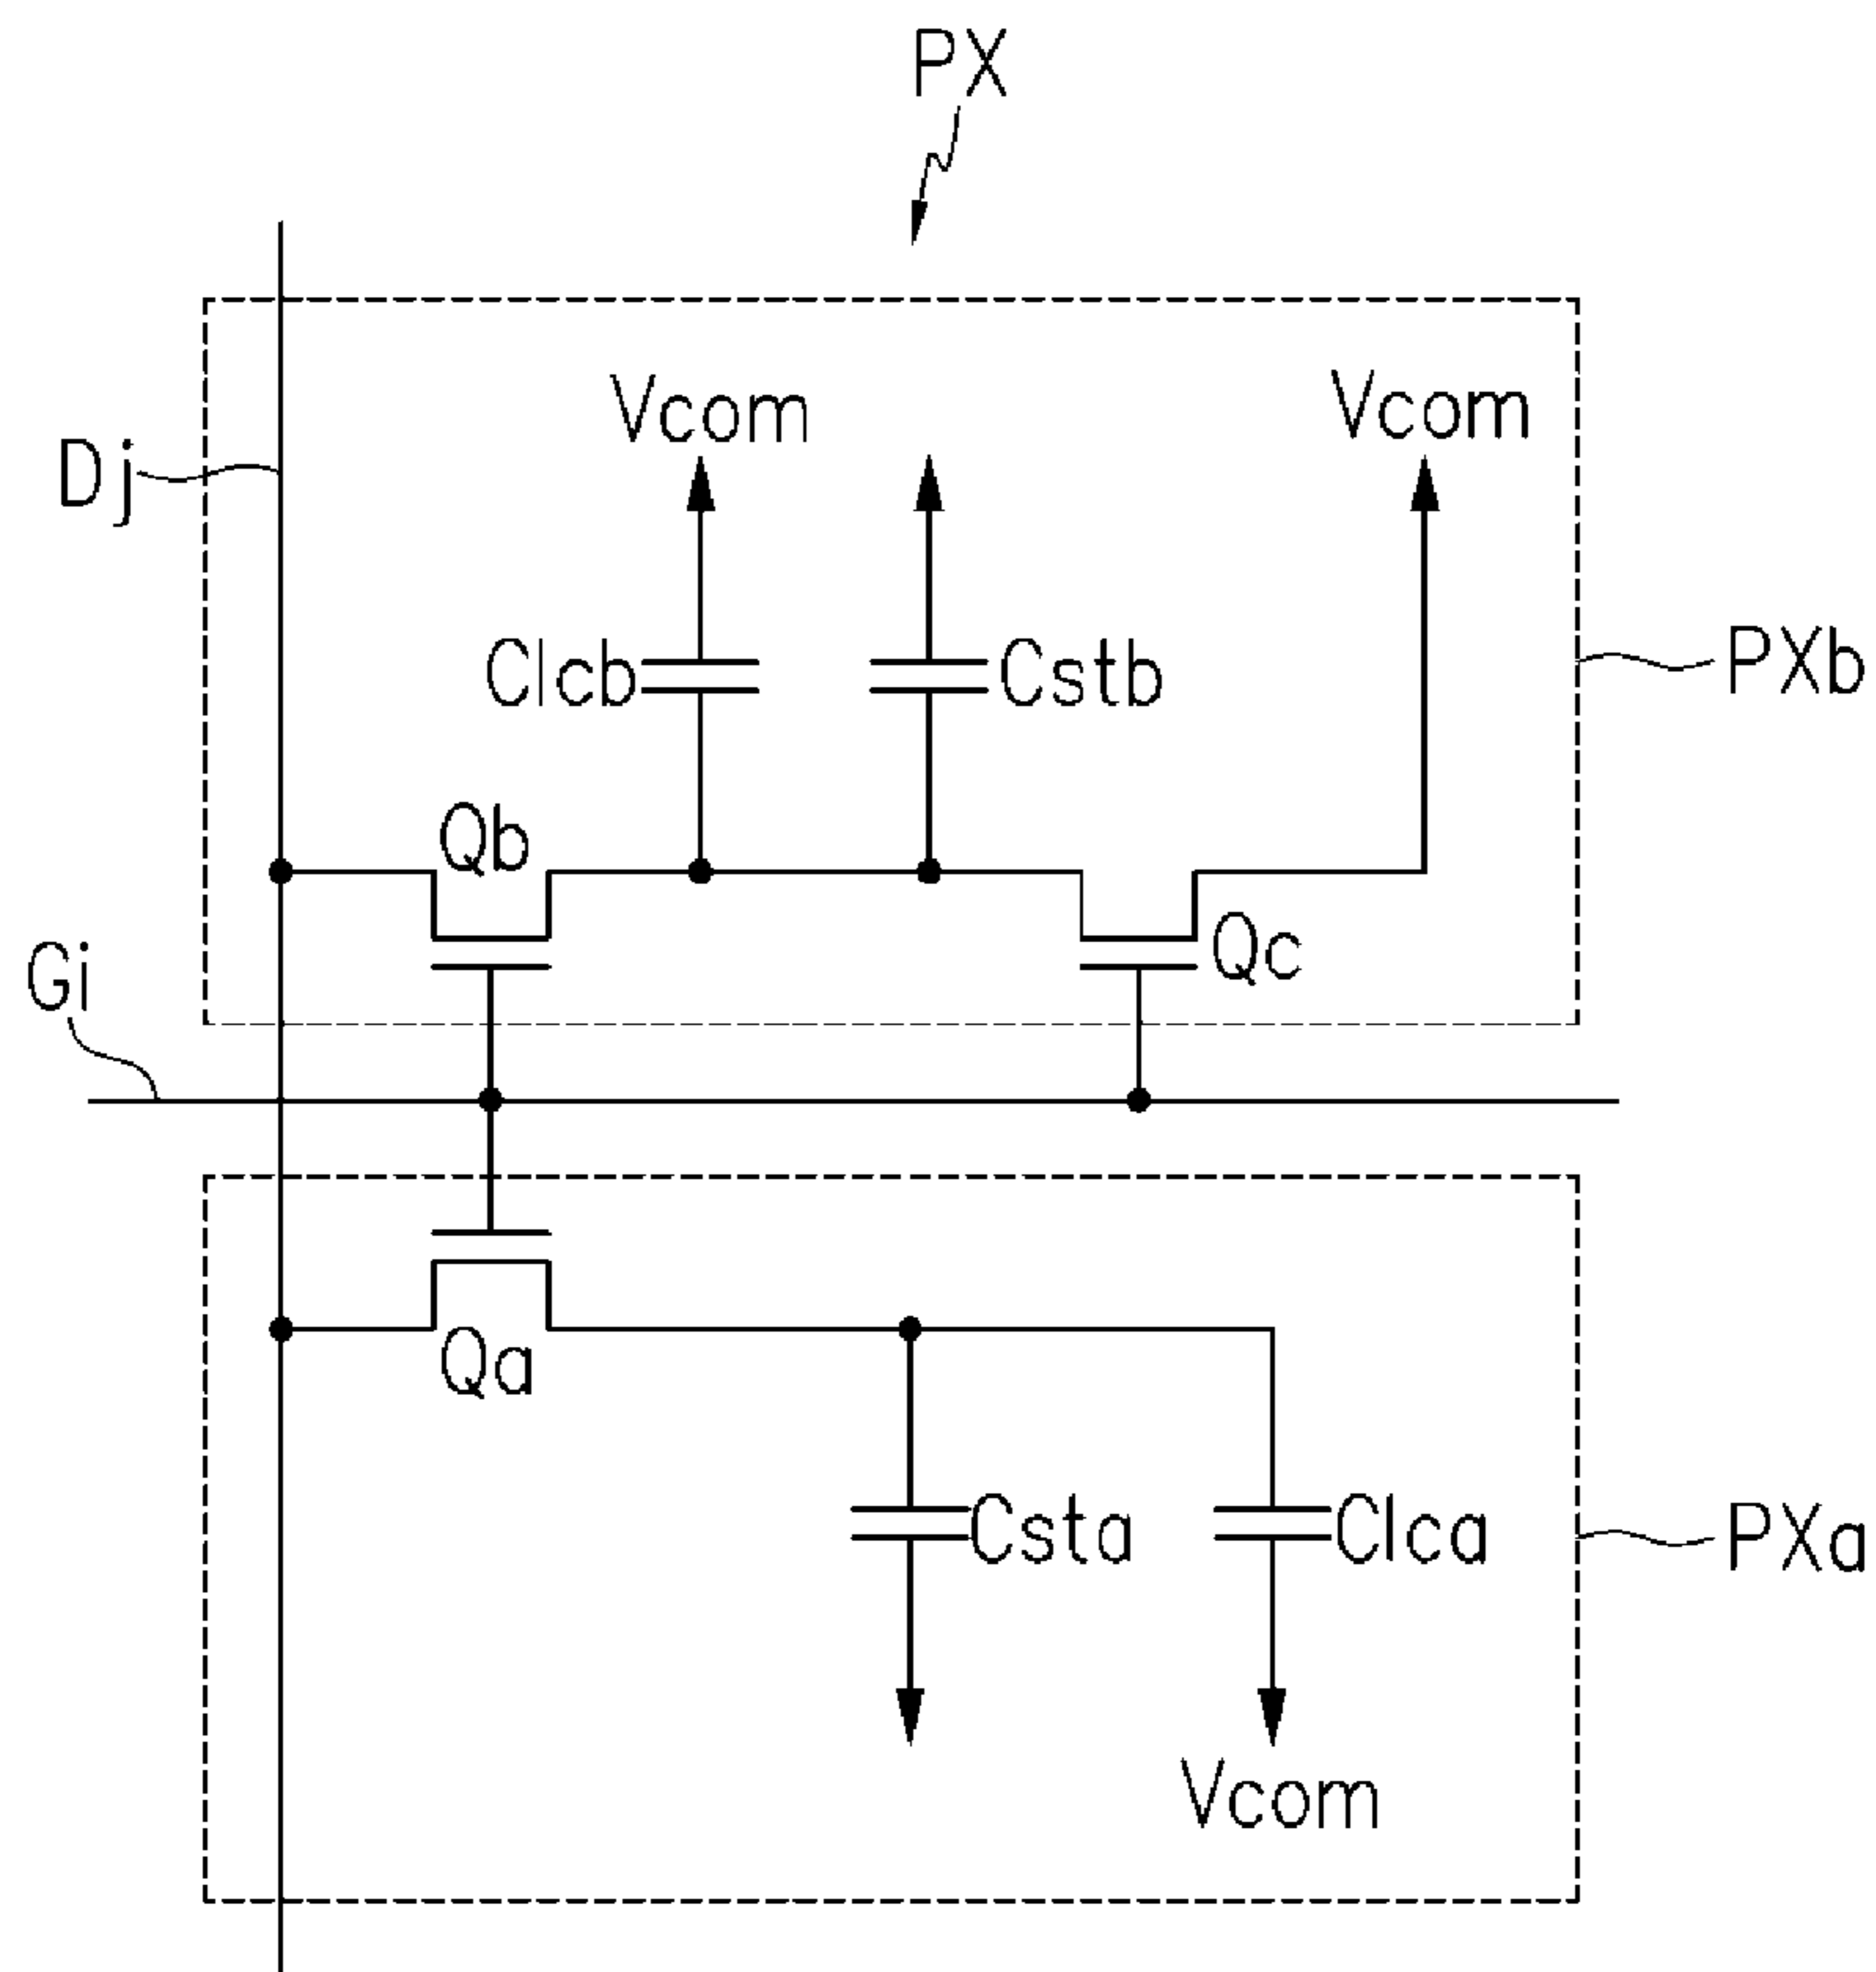 PX
Vcom
Vcom
Dj
Clcb
Cstb
PXb
Qb
Qc
Gi
Qa
Csta
Clca
PXa
Vcom